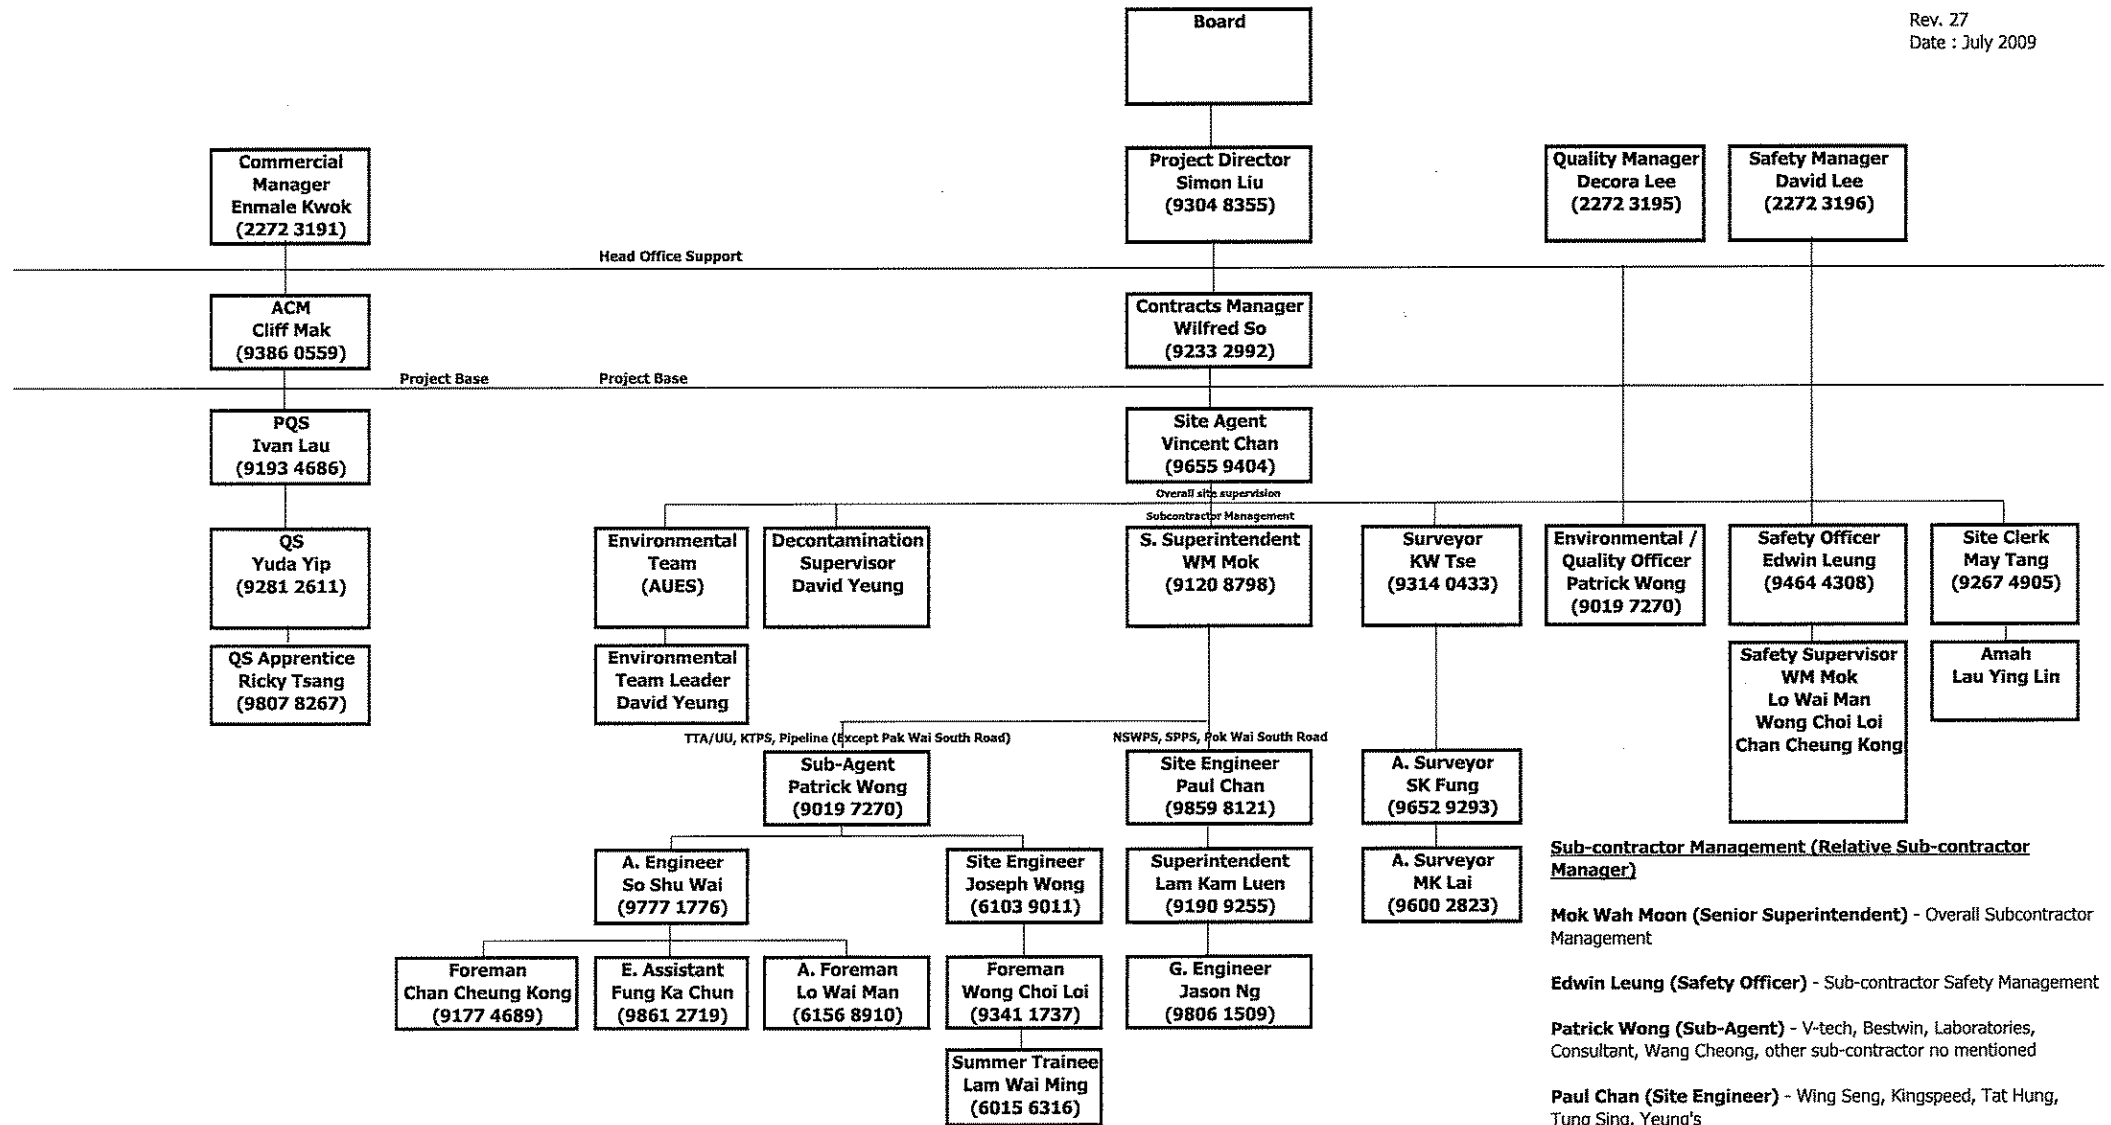 Board
Rev. 27
Date : July 2009
Commercial
Manager
Enmale Kwok
(2272 3191)
Project Director
Simon Liu
(9304 8355)
Quality Manager
Decora Lee
(2272 3195)
Safety Manager
David Lee
(2272 3196)
Head Office Support
ACM
Cliff Mak
(9386 0559)
Contracts Manager
Wilfred So
(9233 2992)
Project Base
Project Base
PQS
Ivan Lau
(9193 4686)
Site Agent
Vincent Chan
(9655 9404)
Overall site supervision
Subcontractor Management
QS
Yuda Yip
(9281 2611)
Environmental
Team
(AUES)
Decontamination
Supervisor
David Yeung
S. Superintendent
WM Mok
(9120 8798)
Surveyor
KW Tse
(9314 0433)
Environmental /
Quality Officer
Patrick Wong
(9019 7270)
Safety Officer
Edwin Leung
(9464 4308)
Site Clerk
May Tang
(9267 4905)
QS Apprentice
Ricky Tsang
(9807 8267)
Environmental
Team Leader
David Yeung
Safety Supervisor
WM Mok
Lo Wai Man
Wong Choi Loi
Chan Cheung Kong
Amah
Lau Ying Lin
TTA/UU, KTPS, Pipeline (Except Pak Wai South Road)
NSWPS, SPPS, Pok Wai South Road
Sub-Agent
Patrick Wong
(9019 7270)
Site Engineer
Paul Chan
(9859 8121)
A. Surveyor
SK Fung
(9652 9293)
A. Engineer
So Shu Wai
(9777 1776)
Site Engineer
Joseph Wong
(6103 9011)
Superintendent
Lam Kam Luen
(9190 9255)
A. Surveyor
MK Lai
(9600 2823)
Foreman
Chan Cheung Kong
(9177 4689)
E. Assistant
Fung Ka Chun
(9861 2719)
A. Foreman
Lo Wai Man
(6156 8910)
Foreman
Wong Choi Loi
(9341 1737)
G. Engineer
Jason Ng
(9806 1509)
Summer Trainee
Lam Wai Ming
(6015 6316)
Sub-contractor Management (Relative Sub-contractor
Manager)
Mok Wah Moon (Senior Superintendent) - Overall Subcontractor
Management
Edwin Leung (Safety Officer) - Sub-contractor Safety Management
Patrick Wong (Sub-Agent) - V-tech, Bestwin, Laboratories,
Consultant, Wang Cheong, other sub-contractor no mentioned
Paul Chan (Site Engineer) - Wing Seng, Kingspeed, Tat Hung,
Tung Sing, Yeung's